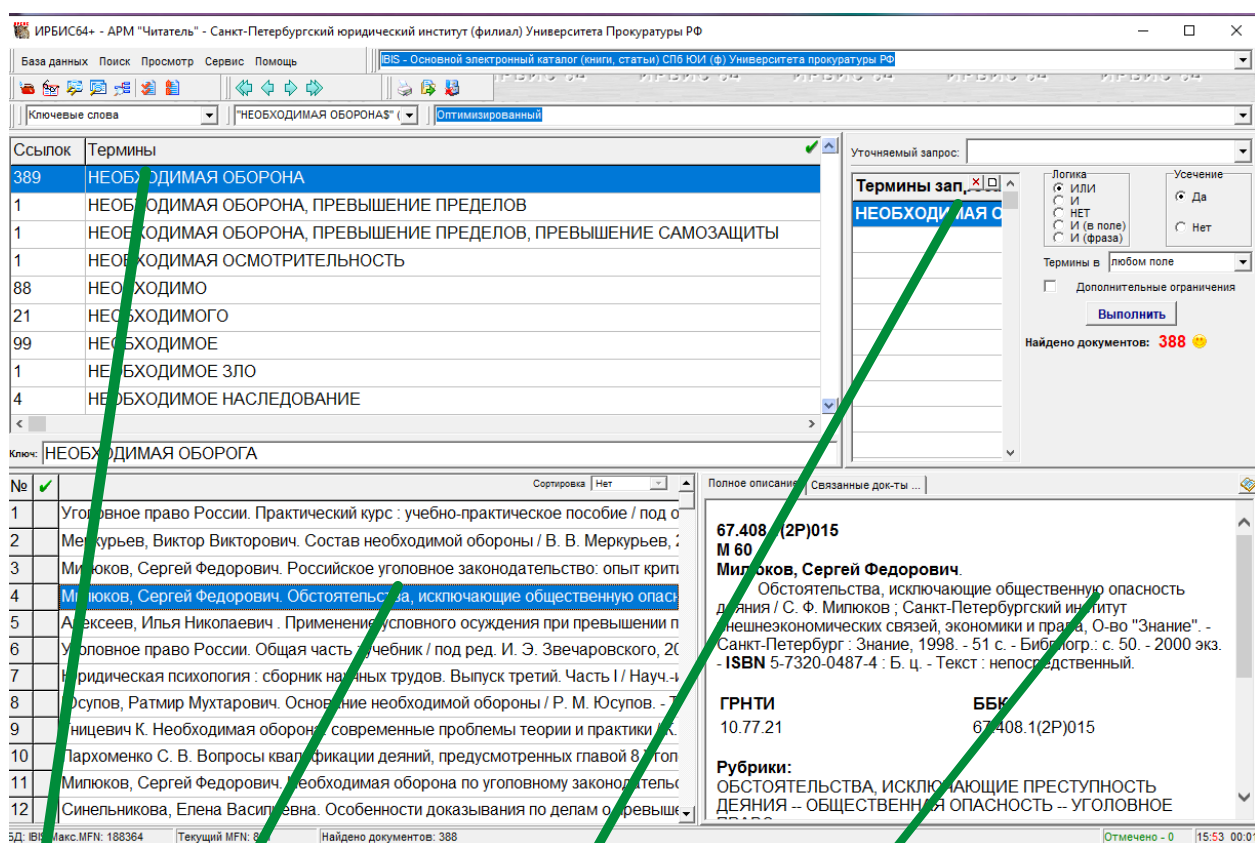 ИРБИС64+ - АРМ "Читатель" - Санкт-Петербургский юридический институт (филиал) Университета Прокуратуры РФ
База данных Поиск Просмотр Сервис Помощь
IBIS - Основной электронный каталог (книги, статьи) СПб ЮИ (ф) Университета прокуратуры РФ
Ключевые слова
"НЕОБХОДИМАЯ ОБОРОНА$" (
Оптимизированный
Ссылок Термины
389 НЕОБХОДИМАЯ ОБОРОНА
1 НЕОБХОДИМАЯ ОБОРОНА, ПРЕВЫШЕНИЕ ПРЕДЕЛОВ
1 НЕОБХОДИМАЯ ОБОРОНА, ПРЕВЫШЕНИЕ ПРЕДЕЛОВ, ПРЕВЫШЕНИЕ САМОЗАЩИТЫ
1 НЕОБХОДИМАЯ ОСМОТРИТЕЛЬНОСТЬ
88 НЕОБХОДИМО
21 НЕОБХОДИМОГО
99 НЕОБХОДИМОЕ
1 НЕОБХОДИМОЕ ЗЛО
4 НЕОБХОДИМОЕ НАСЛЕДОВАНИЕ
Ключ: НЕОБХОДИМАЯ ОБОРОГА
Уточняемый запрос:
Термины
НЕОБХОДИМАЯ О
Логика
ИЛИ
И
НЕТ
И (в поле)
И (фраза)
Усечение
Да
Нет
Термины в любом поле
Дополнительные ограничения
Выполнить
Найдено документов: 388
№ Сортировка Нет
1 Уголовное право России. Практический курс : учебно-практическое пособие / под о
2 Меркурьев, Виктор Викторович. Состав необходимой обороны / В. В. Меркурьев, 2
3 Милюков, Сергей Федорович. Российское уголовное законодательство: опыт крити
4 Милюков, Сергей Федорович. Обстоятельства, исключающие общественную опасн
5 Алексеев, Илья Николаевич . Применение условного осуждения при превышении п
6 Уголовное право России. Общая часть : учебник / под ред. И. Э. Звечаровского, 20
7 Юридическая психология : сборник научных трудов. Выпуск третий. Часть I / Науч.-и
8 Юсупов, Ратмир Мухтарович. Основание необходимой обороны / Р. М. Юсупов. - Т
9 Гницевич К. Необходимая оборона: современные проблемы теории и практики / К.
10 Пархоменко С. В. Вопросы квалификации деяний, предусмотренных главой 8 Угол
11 Милюков, Сергей Федорович. Необходимая оборона по уголовному законодательс
12 Синельникова, Елена Васильевна. Особенности доказывания по делам о превыше
Полное описание Связанные док-ты ...
67.408.1(2Р)015
М 60
Милюков, Сергей Федорович.
Обстоятельства, исключающие общественную опасность
деяния / С. Ф. Милюков ; Санкт-Петербургский институт
внешнеэкономических связей, экономики и права, О-во "Знание". -
Санкт-Петербург : Знание, 1998. - 51 с. - Библиогр.: с. 50. - 2000 экз.
- ISBN 5-7320-0487-4 : Б. ц. - Текст : непосредственный.
ГРНТИ ББК
10.77.21 67.408.1(2Р)015
Рубрики:
ОБСТОЯТЕЛЬСТВА, ИСКЛЮЧАЮЩИЕ ПРЕСТУПНОСТЬ
ДЕЯНИЯ -- ОБЩЕСТВЕННАЯ ОПАСНОСТЬ -- УГОЛОВНОЕ
ПРАВО
БД: IBIS Макс.MFN: 188364 Текущий MFN: Найдено документов: 388 Отмечено - 0 15:53 00:01